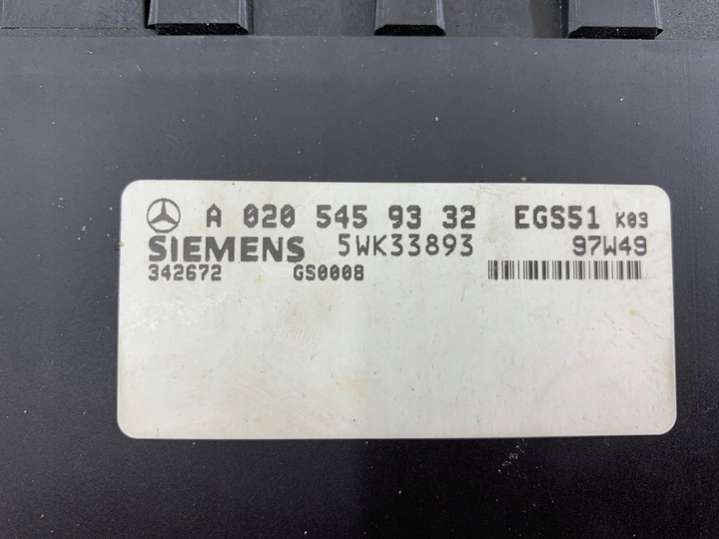 A 020 545 93 32 EGS51 K03
SIEMENS 5WK33893 97W49
342672 GS0008